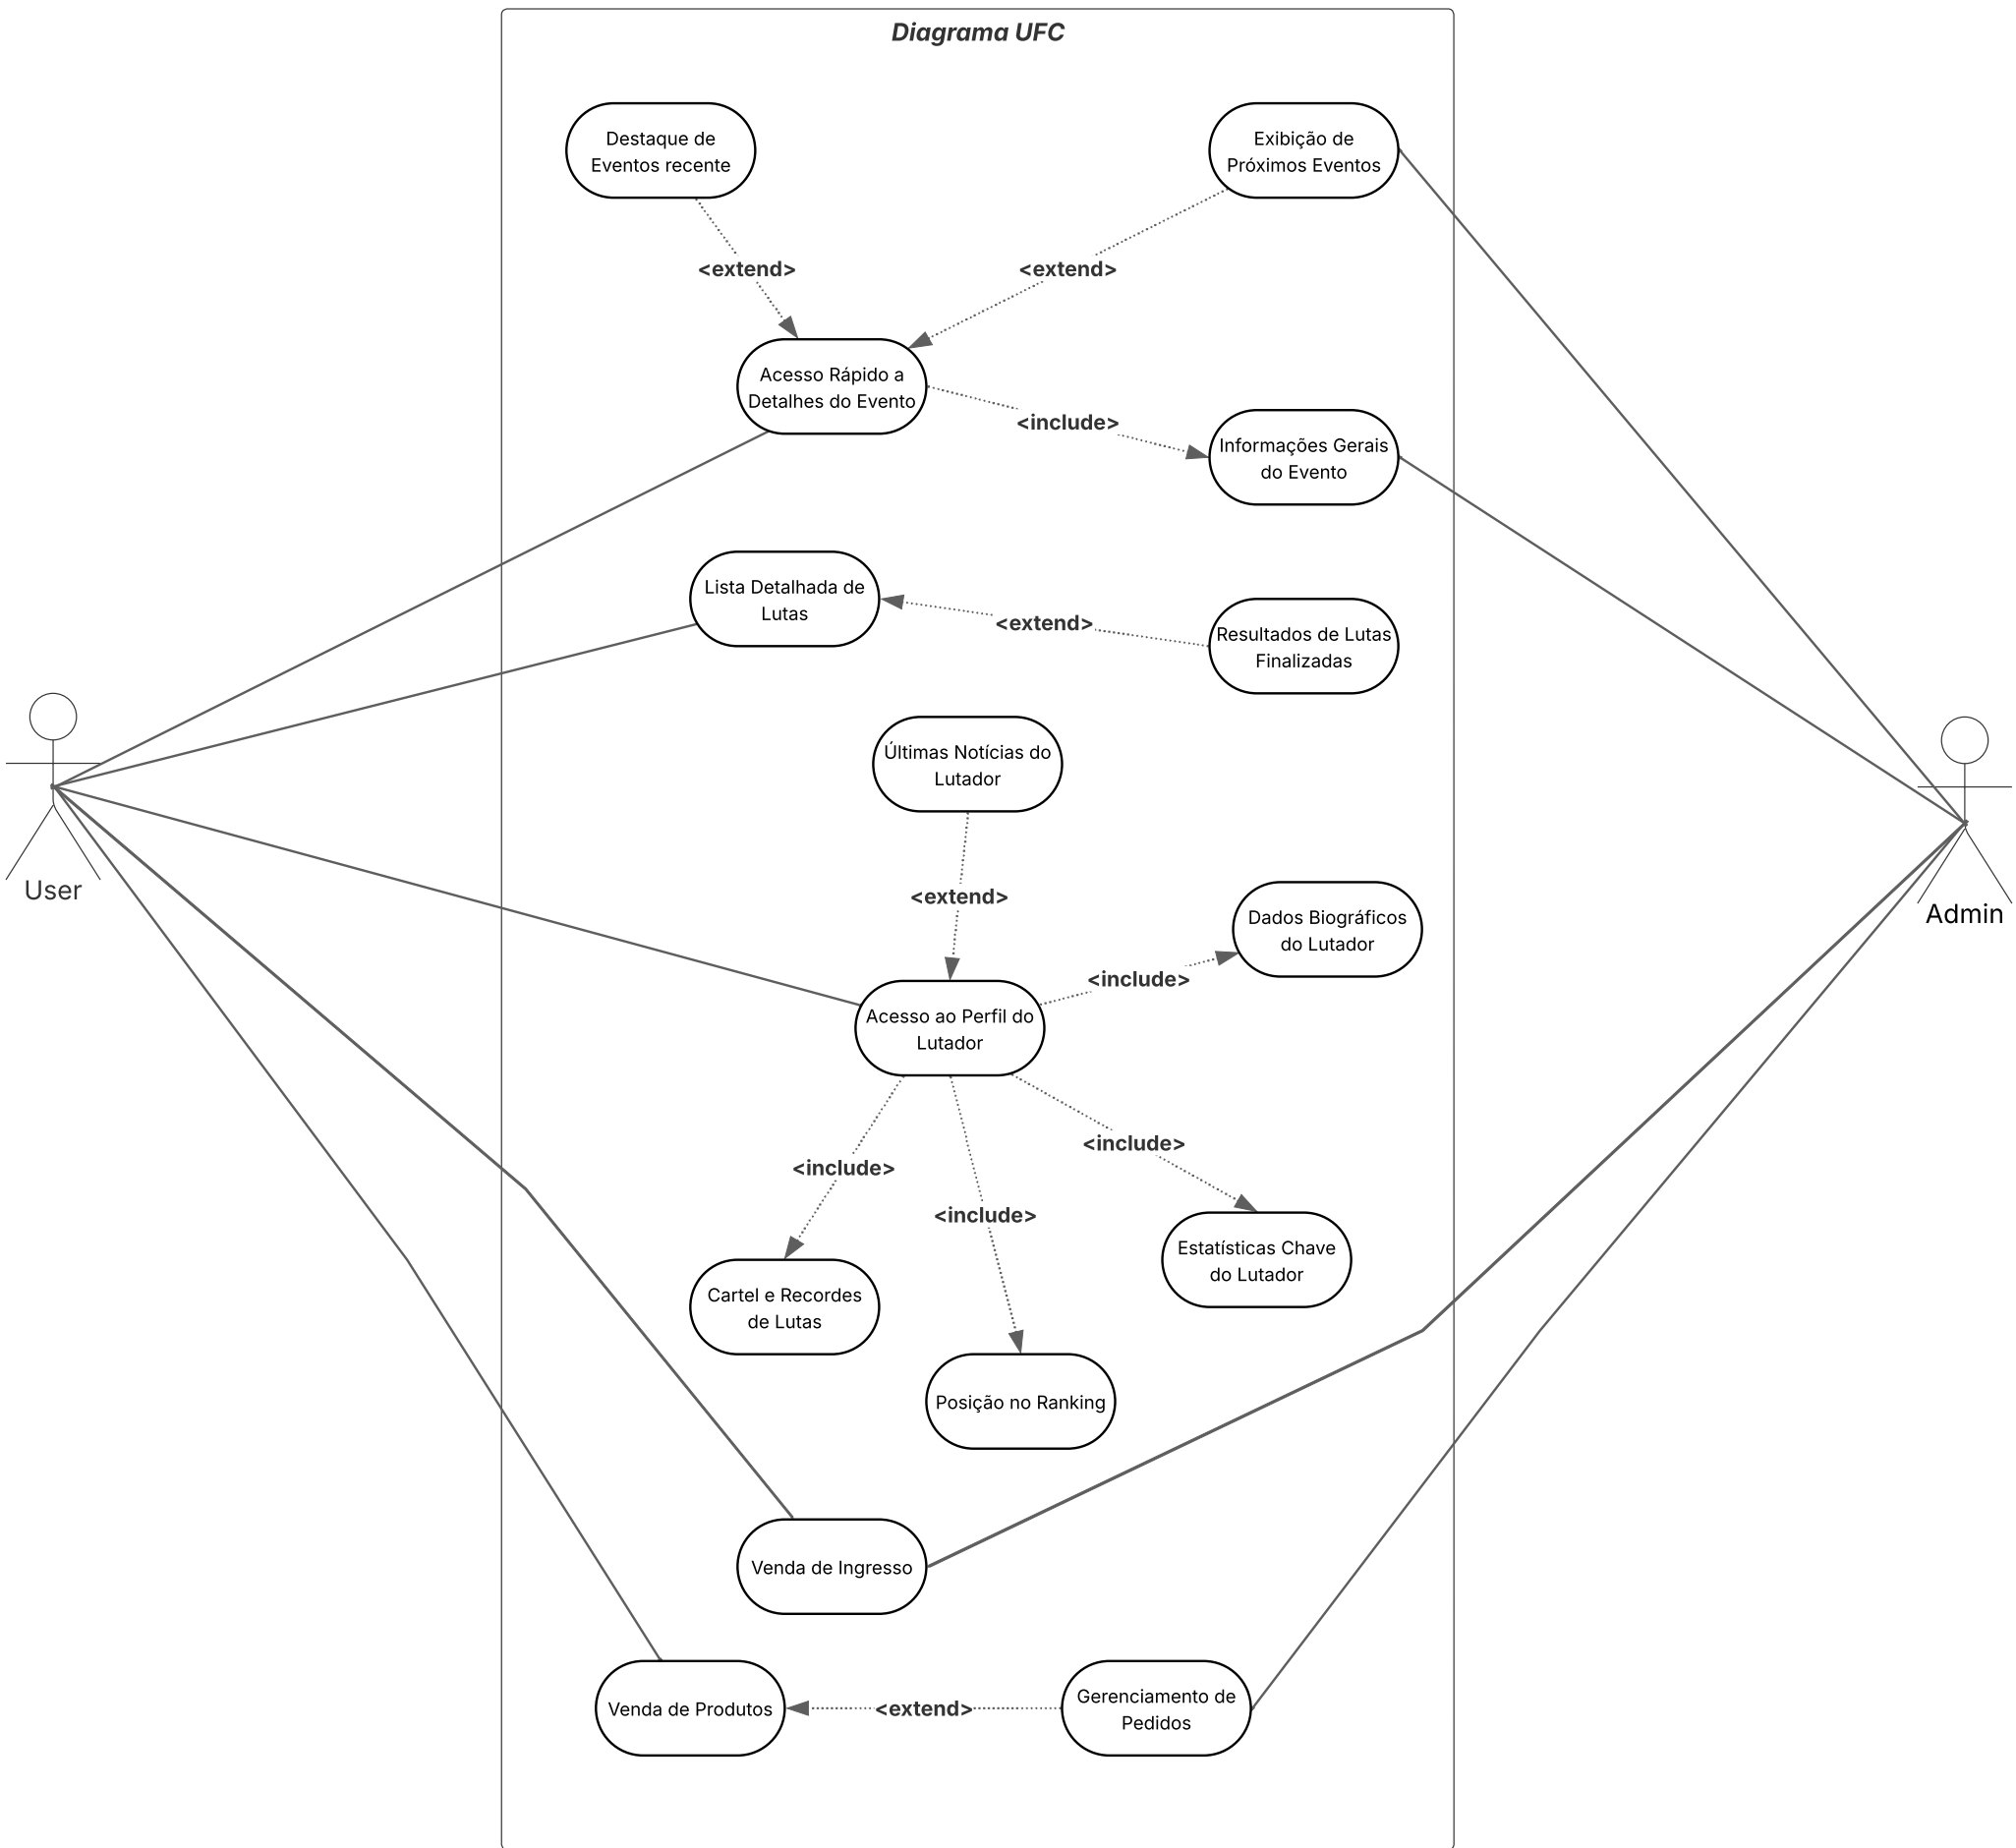 Diagrama UFC
Destaque de
Eventos recente
Exibição de
Próximos Eventos
<extend>
<extend>
Acesso Rápido a
Detalhes do Evento
<include>
Informações Gerais
do Evento
Lista Detalhada de
Lutas
<extend>
Resultados de Lutas
Finalizadas
Últimas Notícias do
Lutador
User
<extend>
Dados Biográficos
do Lutador
Admin
<include>
Acesso ao Perfil do
Lutador
<include>
<include>
<include>
Estatísticas Chave
do Lutador
Cartel e Recordes
de Lutas
Posição no Ranking
Venda de Ingresso
Venda de Produtos
<extend>
Gerenciamento de
Pedidos